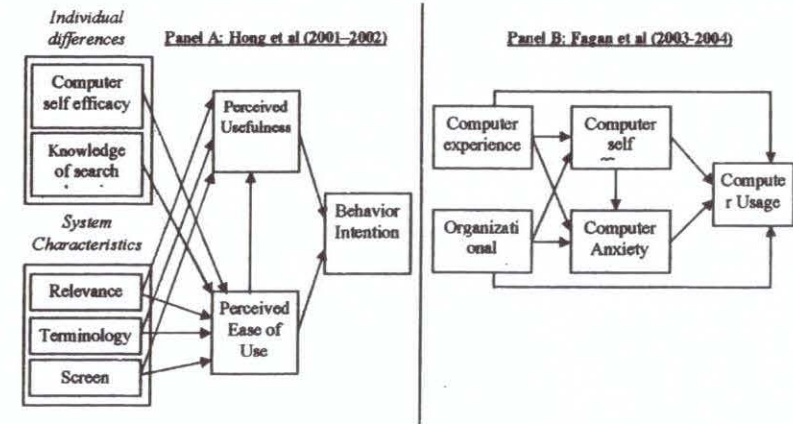 Individual
differences
Panel A: Hong et al (2001–2002)
Computer
self efficacy
Knowledge
of search
System
Characteristics
Relevance
Terminology
Screen
Perceived
Usefulness
Perceived
Ease of
Use
Behavior
Intention
Panel B: Fagan et al (2003-2004)
Computer
experience
Organizati
onal
Computer
self
Computer
Anxiety
Compute
r Usage